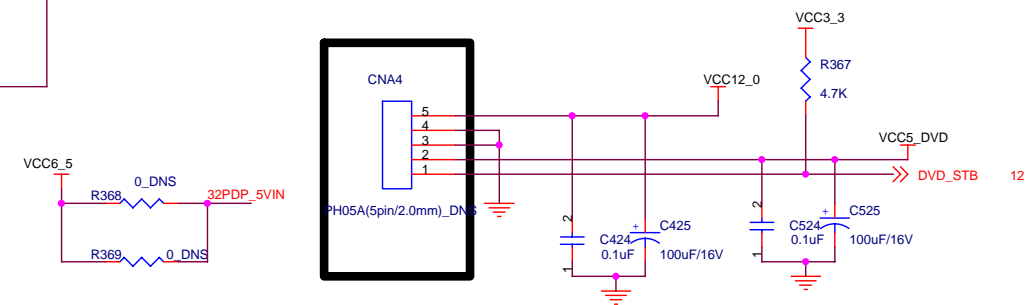 VCC3_3
R367
4.7K
CNA4
VCC12_0
5
4
3
2
1
VCC5_DVD
DVD_STB 12
VCC6_5
0_DNS
R368
32PDP_5VIN
R369
0_DNS
PH05A(5pin/2.0mm)_DNS
2
C424
0.1uF
1
+
C425
100uF/16V
2
C524
0.1uF
1
+
C525
100uF/16V